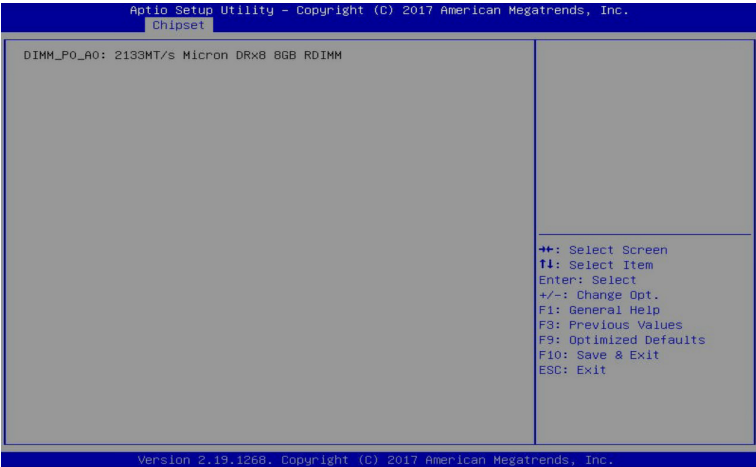 Aptio Setup Utility – Copyright (C) 2017 American Megatrends, Inc.
Chipset
DIMM_P0_A0: 2133MT/s Micron DRx8 8GB RDIMM
→←: Select Screen
↑↓: Select Item
Enter: Select
+/-: Change Opt.
F1: General Help
F3: Previous Values
F9: Optimized Defaults
F10: Save & Exit
ESC: Exit
Version 2.19.1268. Copyright (C) 2017 American Megatrends, Inc.